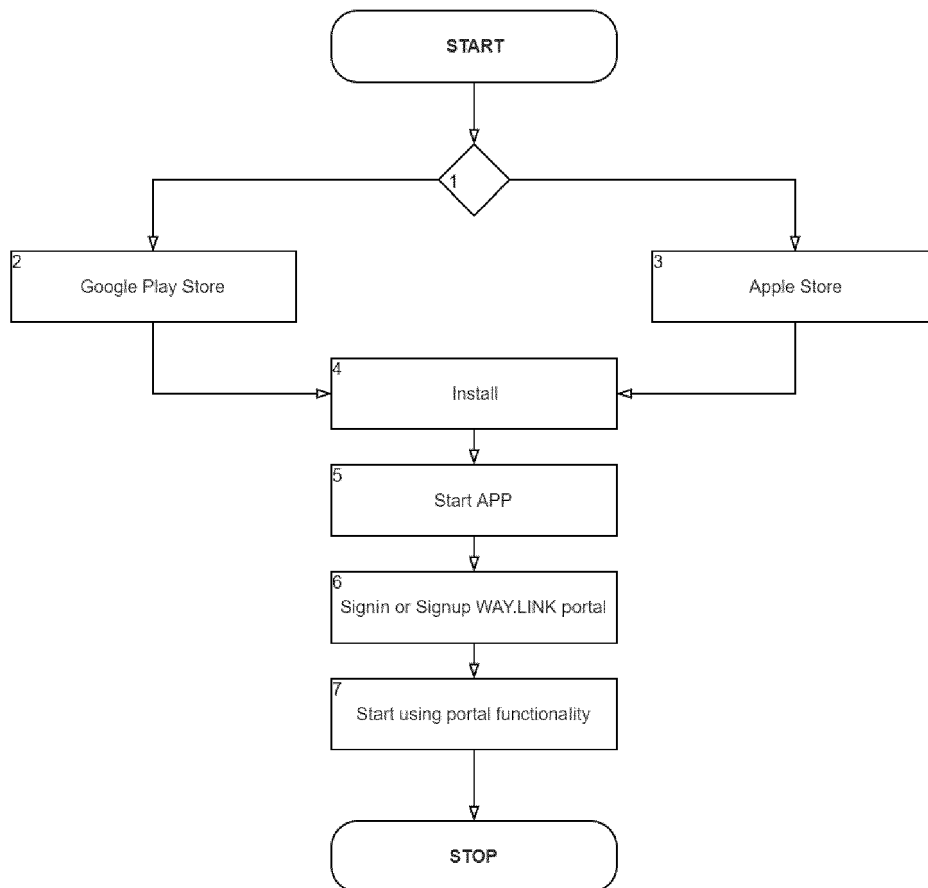 START
1
2
Google Play Store
3
Apple Store
4
Install
5
Start APP
6
Signin or Signup WAY.LINK portal
7
Start using portal functionality
STOP